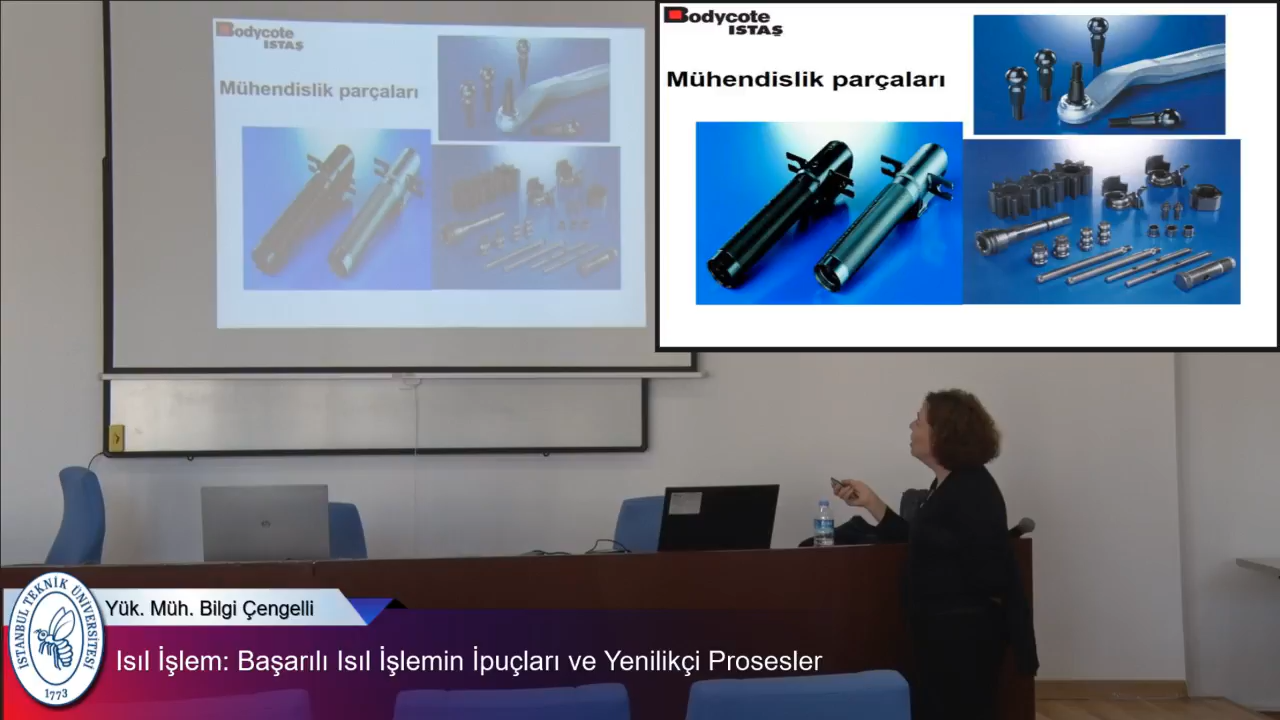 Bodycote
ISTAŞ
Mühendislik parçaları
Bodycote
ISTAŞ
Mühendislik parçaları
İSTANBUL TEKNİK ÜNİVERSİTESİ
1773
Yük. Müh. Bilgi Çengelli
Isıl İşlem: Başarılı Isıl İşlemin İpuçları ve Yenilikçi Prosesler